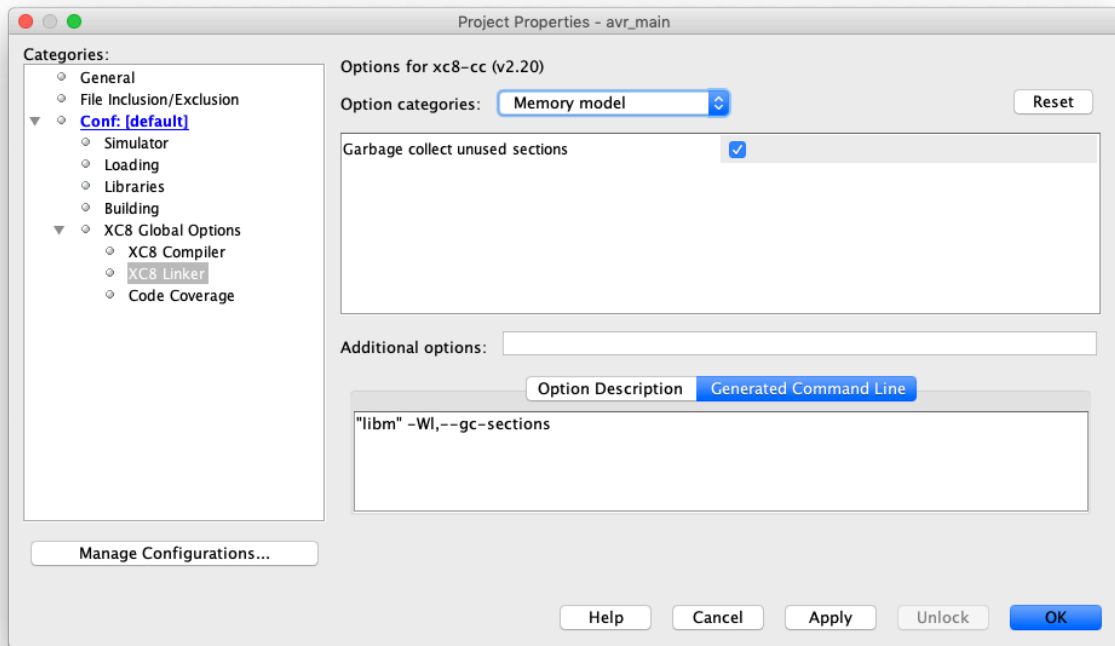 Project Properties - avr_main
Categories:
General
File Inclusion/Exclusion
Conf: [default]
Simulator
Loading
Libraries
Building
XC8 Global Options
XC8 Compiler
XC8 Linker
Code Coverage
Manage Configurations...
Options for xc8-cc (v2.20)
Option categories: Memory model Reset
Garbage collect unused sections
Additional options:
Option Description Generated Command Line
"libm" -Wl,--gc-sections
Help Cancel Apply Unlock OK